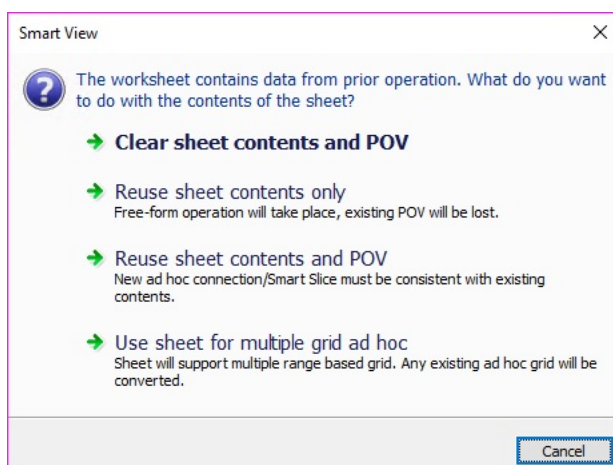 Smart View
The worksheet contains data from prior operation. What do you want
to do with the contents of the sheet?
Clear sheet contents and POV
Reuse sheet contents only
Free-form operation will take place, existing POV will be lost.
Reuse sheet contents and POV
New ad hoc connection/Smart Slice must be consistent with existing
contents.
Use sheet for multiple grid ad hoc
Sheet will support multiple range based grid. Any existing ad hoc grid will be
converted.
Cancel